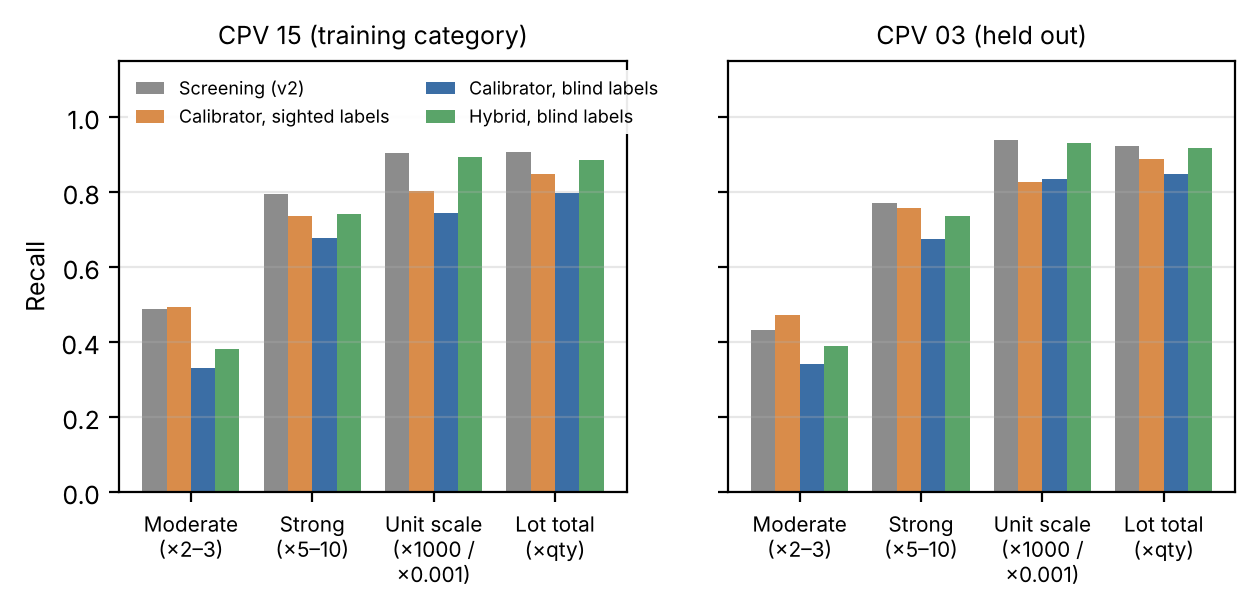 CPV 15 (training category)
CPV 03 (held out)
Screening (v2)
Calibrator, sighted labels
Calibrator, blind labels
Hybrid, blind labels
Recall
1.0
0.8
0.6
0.4
0.2
0.0
Moderate
(×2–3)
Strong
(×5–10)
Unit scale
(×1000 /
×0.001)
Lot total
(×qty)
Moderate
(×2–3)
Strong
(×5–10)
Unit scale
(×1000 /
×0.001)
Lot total
(×qty)